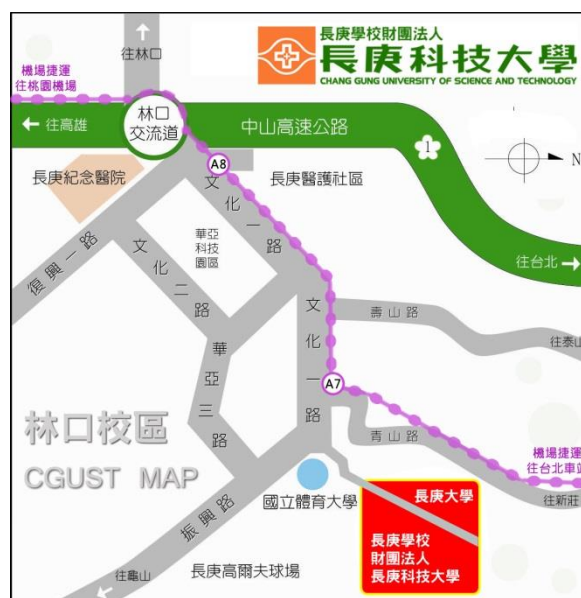 長庚學校財團法人
長庚科技大學
CHANG GUNG UNIVERSITY OF SCIENCE AND TECHNOLOGY
往林口
機場捷運
往桃園機場
林口
交流道
往高雄
中山高速公路
1
N
A8
長庚紀念醫院
長庚醫護社區
文化一路
復興一路
文化二路
華亞
科技
園區
往台北
文化一路
壽山路
往泰山
華亞三路
A7
林口校區
CGUST MAP
青山路
機場捷運
往台北車站
往新莊
振興路
國立體育大學
長庚大學
長庚學校
財團法人
長庚科技大學
往龜山
長庚高爾夫球場